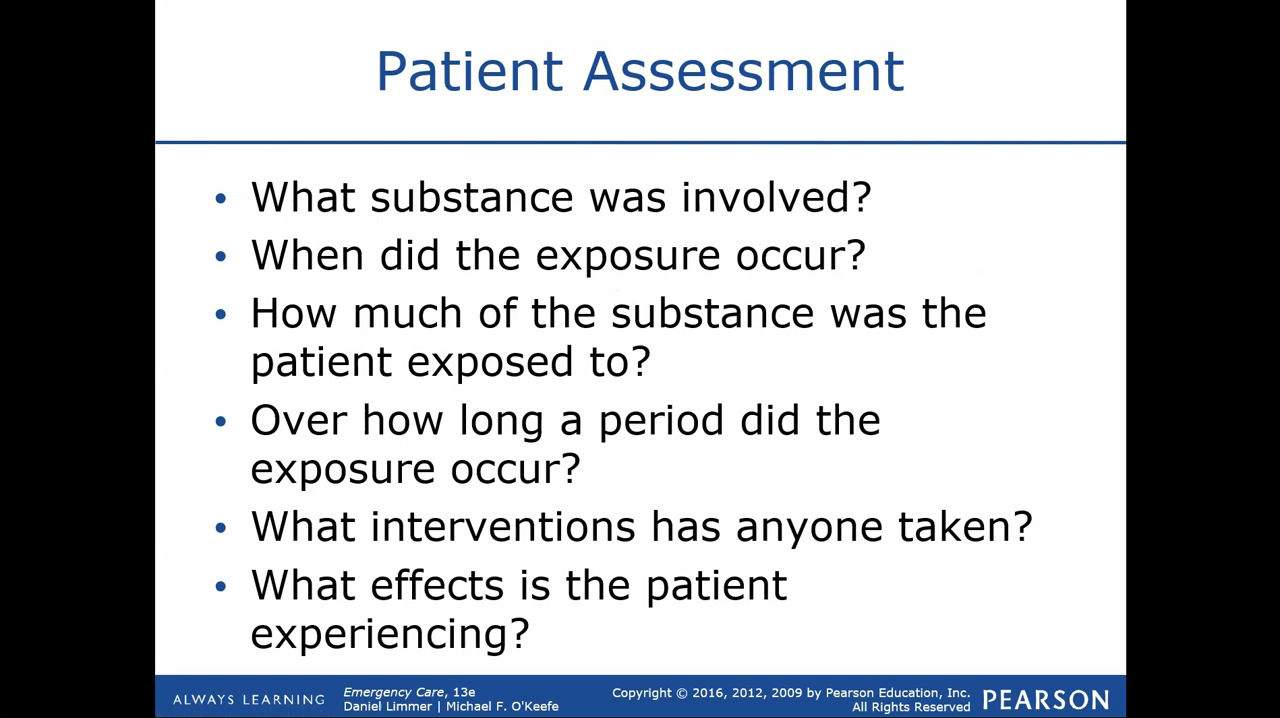 Patient Assessment
• What substance was involved?
• When did the exposure occur?
• How much of the substance was the
patient exposed to?
• Over how long a period did the
exposure occur?
• What interventions has anyone taken?
• What effects is the patient
experiencing?
ALWAYS LEARNING
Emergency Care, 13e
Daniel Limmer | Michael F. O'Keefe
Copyright © 2016, 2012, 2009 by Pearson Education, Inc.
All Rights Reserved
PEARSON